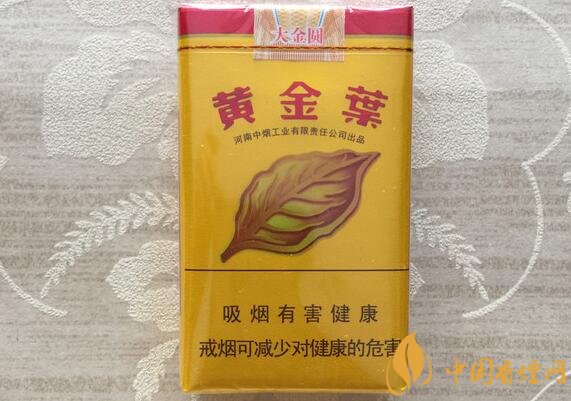 大金圆
黄金葉
河南中烟工业有限责任公司出品
吸烟有害健康
戒烟可减少对健康的危害
中国香烟网